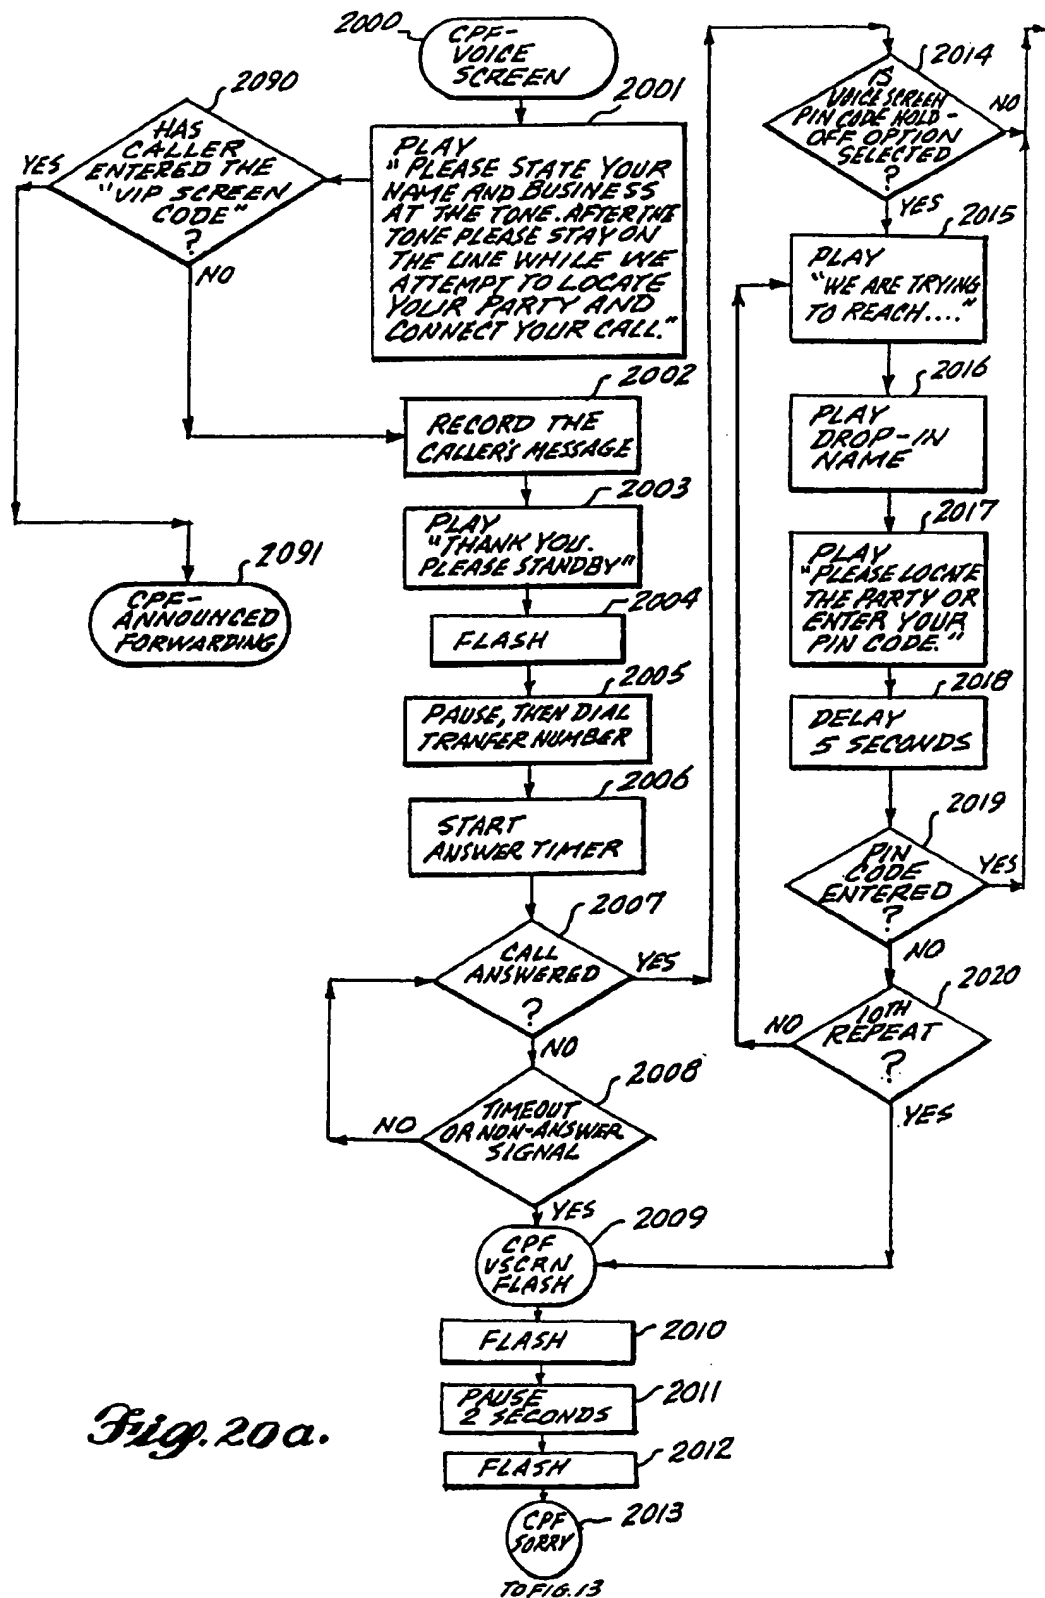 2000
CPF-
VOICE
SCREEN
2001
PLAY
"PLEASE STATE YOUR
NAME AND BUSINESS
AT THE TONE. AFTER THE
TONE PLEASE STAY ON
THE LINE WHILE WE
ATTEMPT TO LOCATE
YOUR PARTY AND
CONNECT YOUR CALL."
2090
HAS
CALLER
ENTERED THE
"VIP SCREEN
CODE"
?
YES
NO
2091
CPF-
ANNOUNCED
FORWARDING
2002
RECORD THE
CALLER'S MESSAGE
2003
PLAY
"THANK YOU.
PLEASE STANDBY"
2004
FLASH
2005
PAUSE, THEN DIAL
TRANFER NUMBER
2006
START
ANSWER TIMER
2007
CALL
ANSWERED
?
YES
NO
2008
TIMEOUT
OR NON-ANSWER
SIGNAL
NO
YES
2009
CPF
VSCRN
FLASH
2010
FLASH
2011
PAUSE
2 SECONDS
2012
FLASH
2013
CPF
SORRY
TO FIG. 13
2014
IS
VOICE SCREEN
PIN CODE HOLD-
OFF OPTION
SELECTED
?
NO
YES
2015
PLAY
"WE ARE TRYING
TO REACH...."
2016
PLAY
DROP-IN
NAME
2017
PLAY
"PLEASE LOCATE
THE PARTY OR
ENTER YOUR
PIN CODE."
2018
DELAY
5 SECONDS
2019
PIN
CODE
ENTERED
?
YES
NO
2020
10TH
REPEAT
?
NO
YES
Fig. 20a.